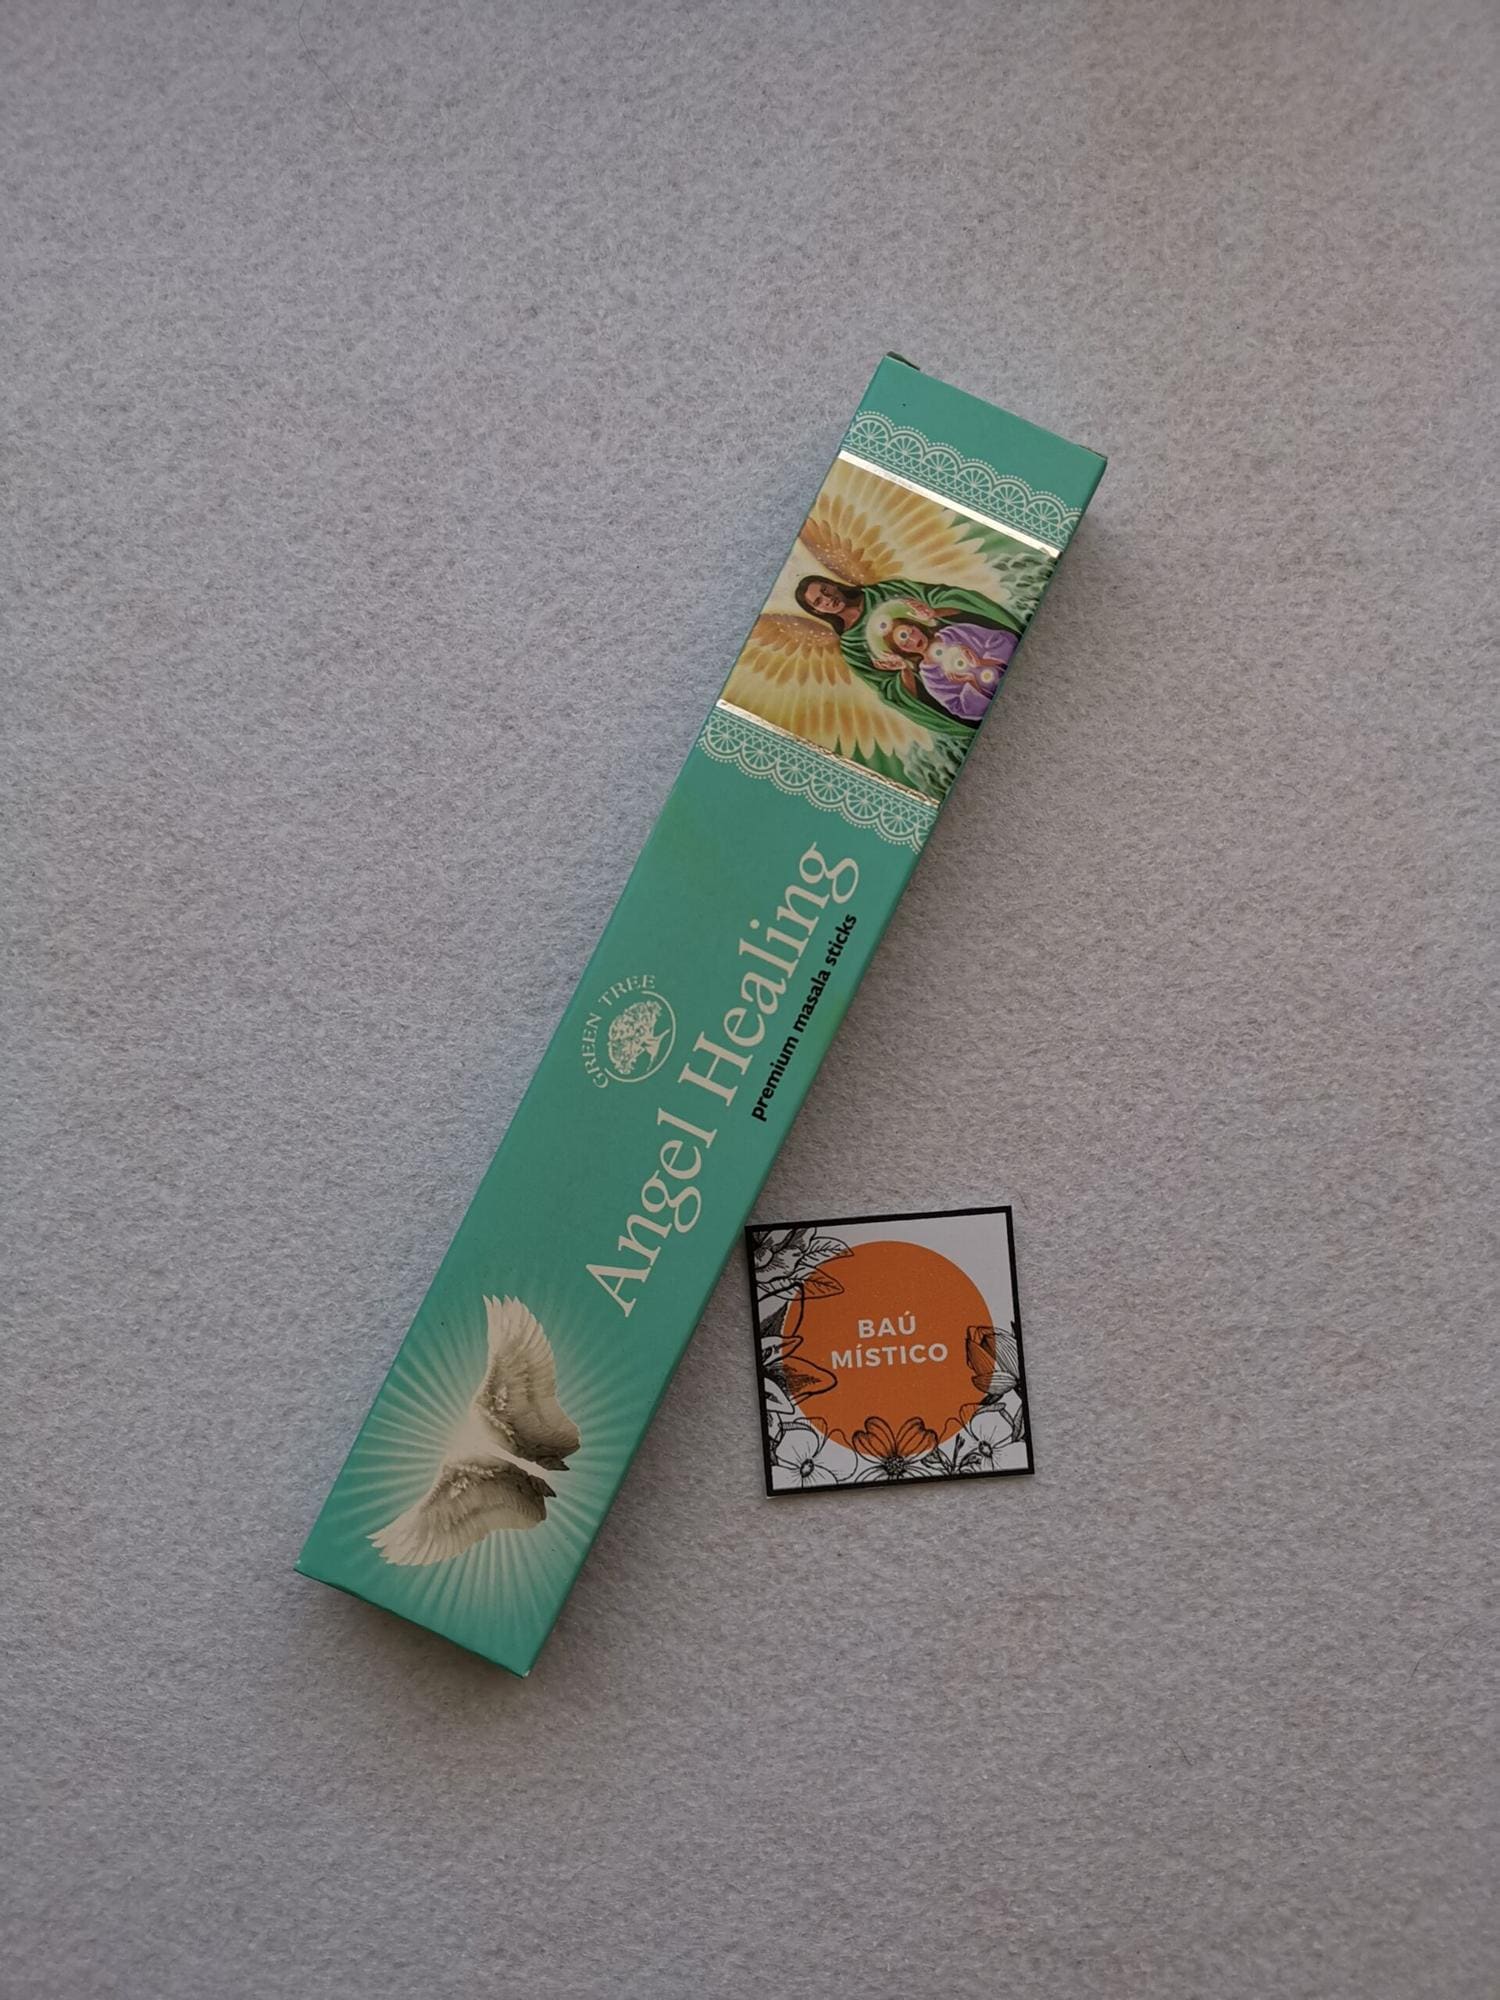 GREEN TREE
Angel Healing
premium masala sticks
BAÚ
MÍSTICO